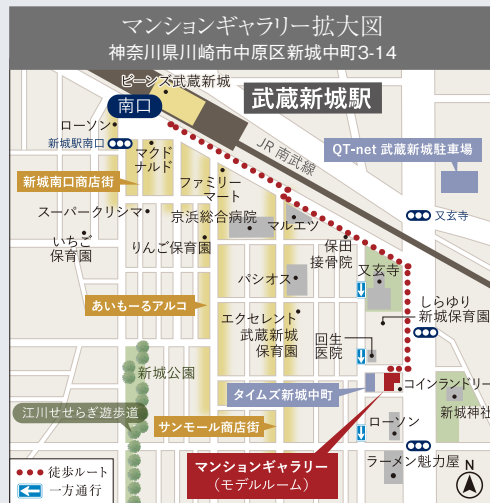 マンションギャラリー拡大図
神奈川県川崎市中原区新城中町3-14
ビーンズ武蔵新城
南口
武蔵新城駅
ローソン
新城駅南口
マクド
ナルド
JR南武線
QT-net 武蔵新城駐車場
新城南口商店街
ファミリー
マート
スーパークリシマ
京浜総合病院
マルエツ
又玄寺
いちご
保育園
りんご保育園
保田
接骨院
パシオス
又玄寺
あいもーるアルコ
エクセレント
武蔵新城
保育園
しらゆり
新城保育園
回生
医院
新城公園
タイムズ新城中町
コインランドリー
江川せせらぎ遊歩道
サンモール商店街
ローソン
新城神社
マンションギャラリー
(モデルルーム)
ラーメン魁力屋
徒歩ルート
一方通行
N